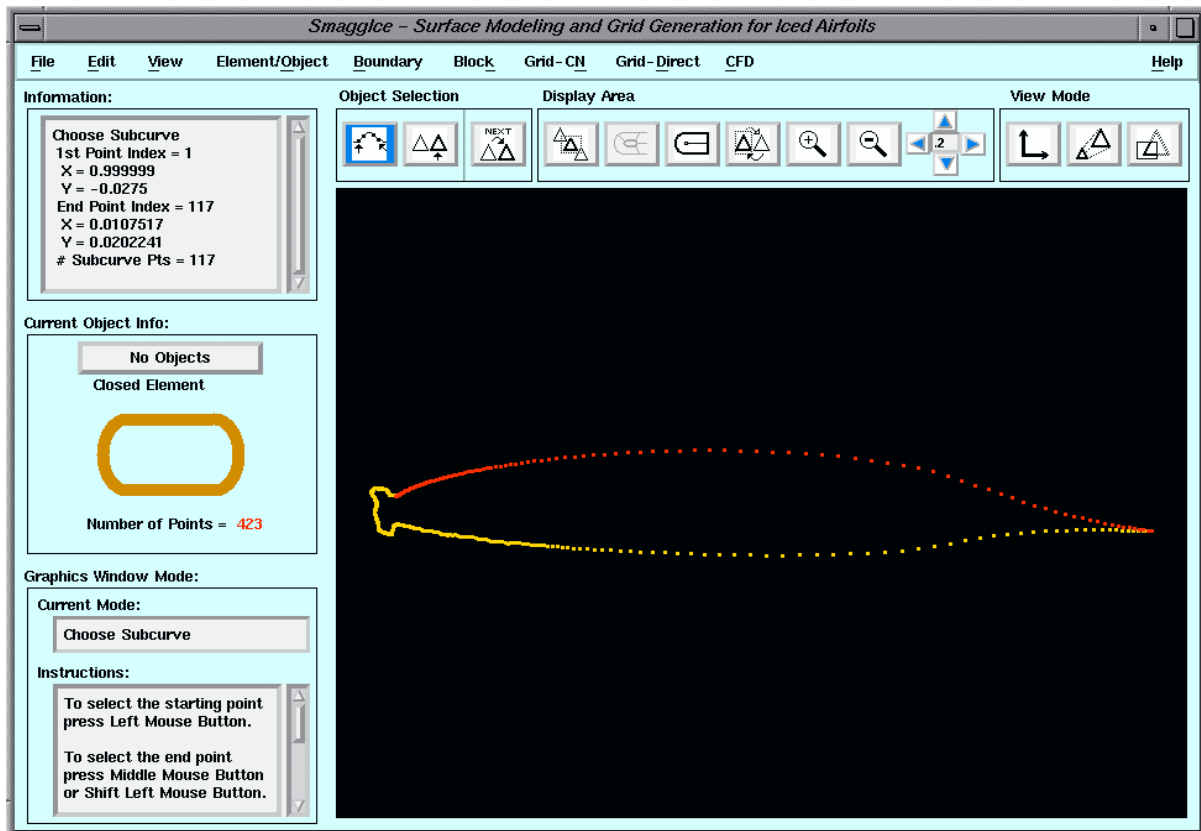 SmaggIce – Surface Modeling and Grid Generation for Iced Airfoils
File Edit View Element/Object Boundary Block Grid-CN Grid-Direct CFD Help
Information:
Choose Subcurve
1st Point Index = 1
X = 0.999999
Y = -0.0275
End Point Index = 117
X = 0.0107517
Y = 0.0202241
# Subcurve Pts = 117
Object Selection
NEXT
Display Area
.2
View Mode
Current Object Info:
No Objects
Closed Element
Number of Points = 423
Graphics Window Mode:
Current Mode:
Choose Subcurve
Instructions:
To select the starting point
press Left Mouse Button.
To select the end point
press Middle Mouse Button
or Shift Left Mouse Button.